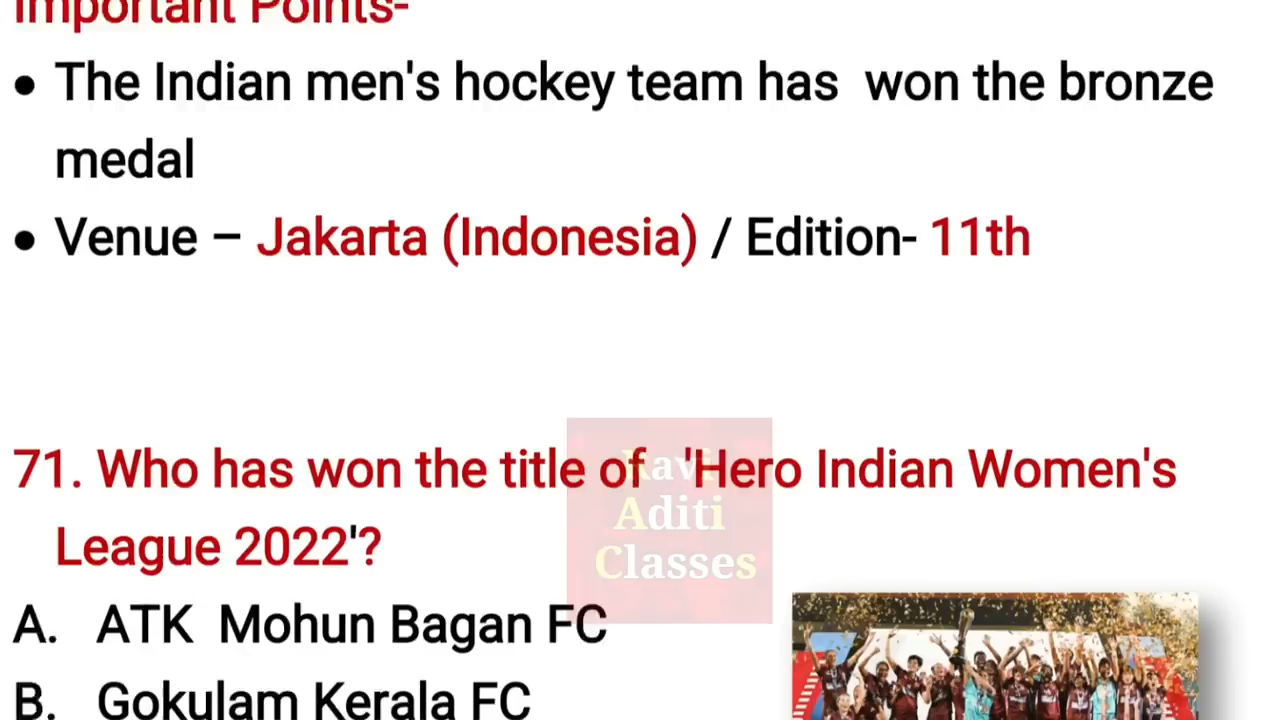 Important Points-
• The Indian men's hockey team has won the bronze
medal
• Venue – Jakarta (Indonesia) / Edition- 11th
71. Who has won the title of 'Hero Indian Women's
League 2022'?
Ravi
Aditi
Classes
A. ATK Mohun Bagan FC
B. Gokulam Kerala FC